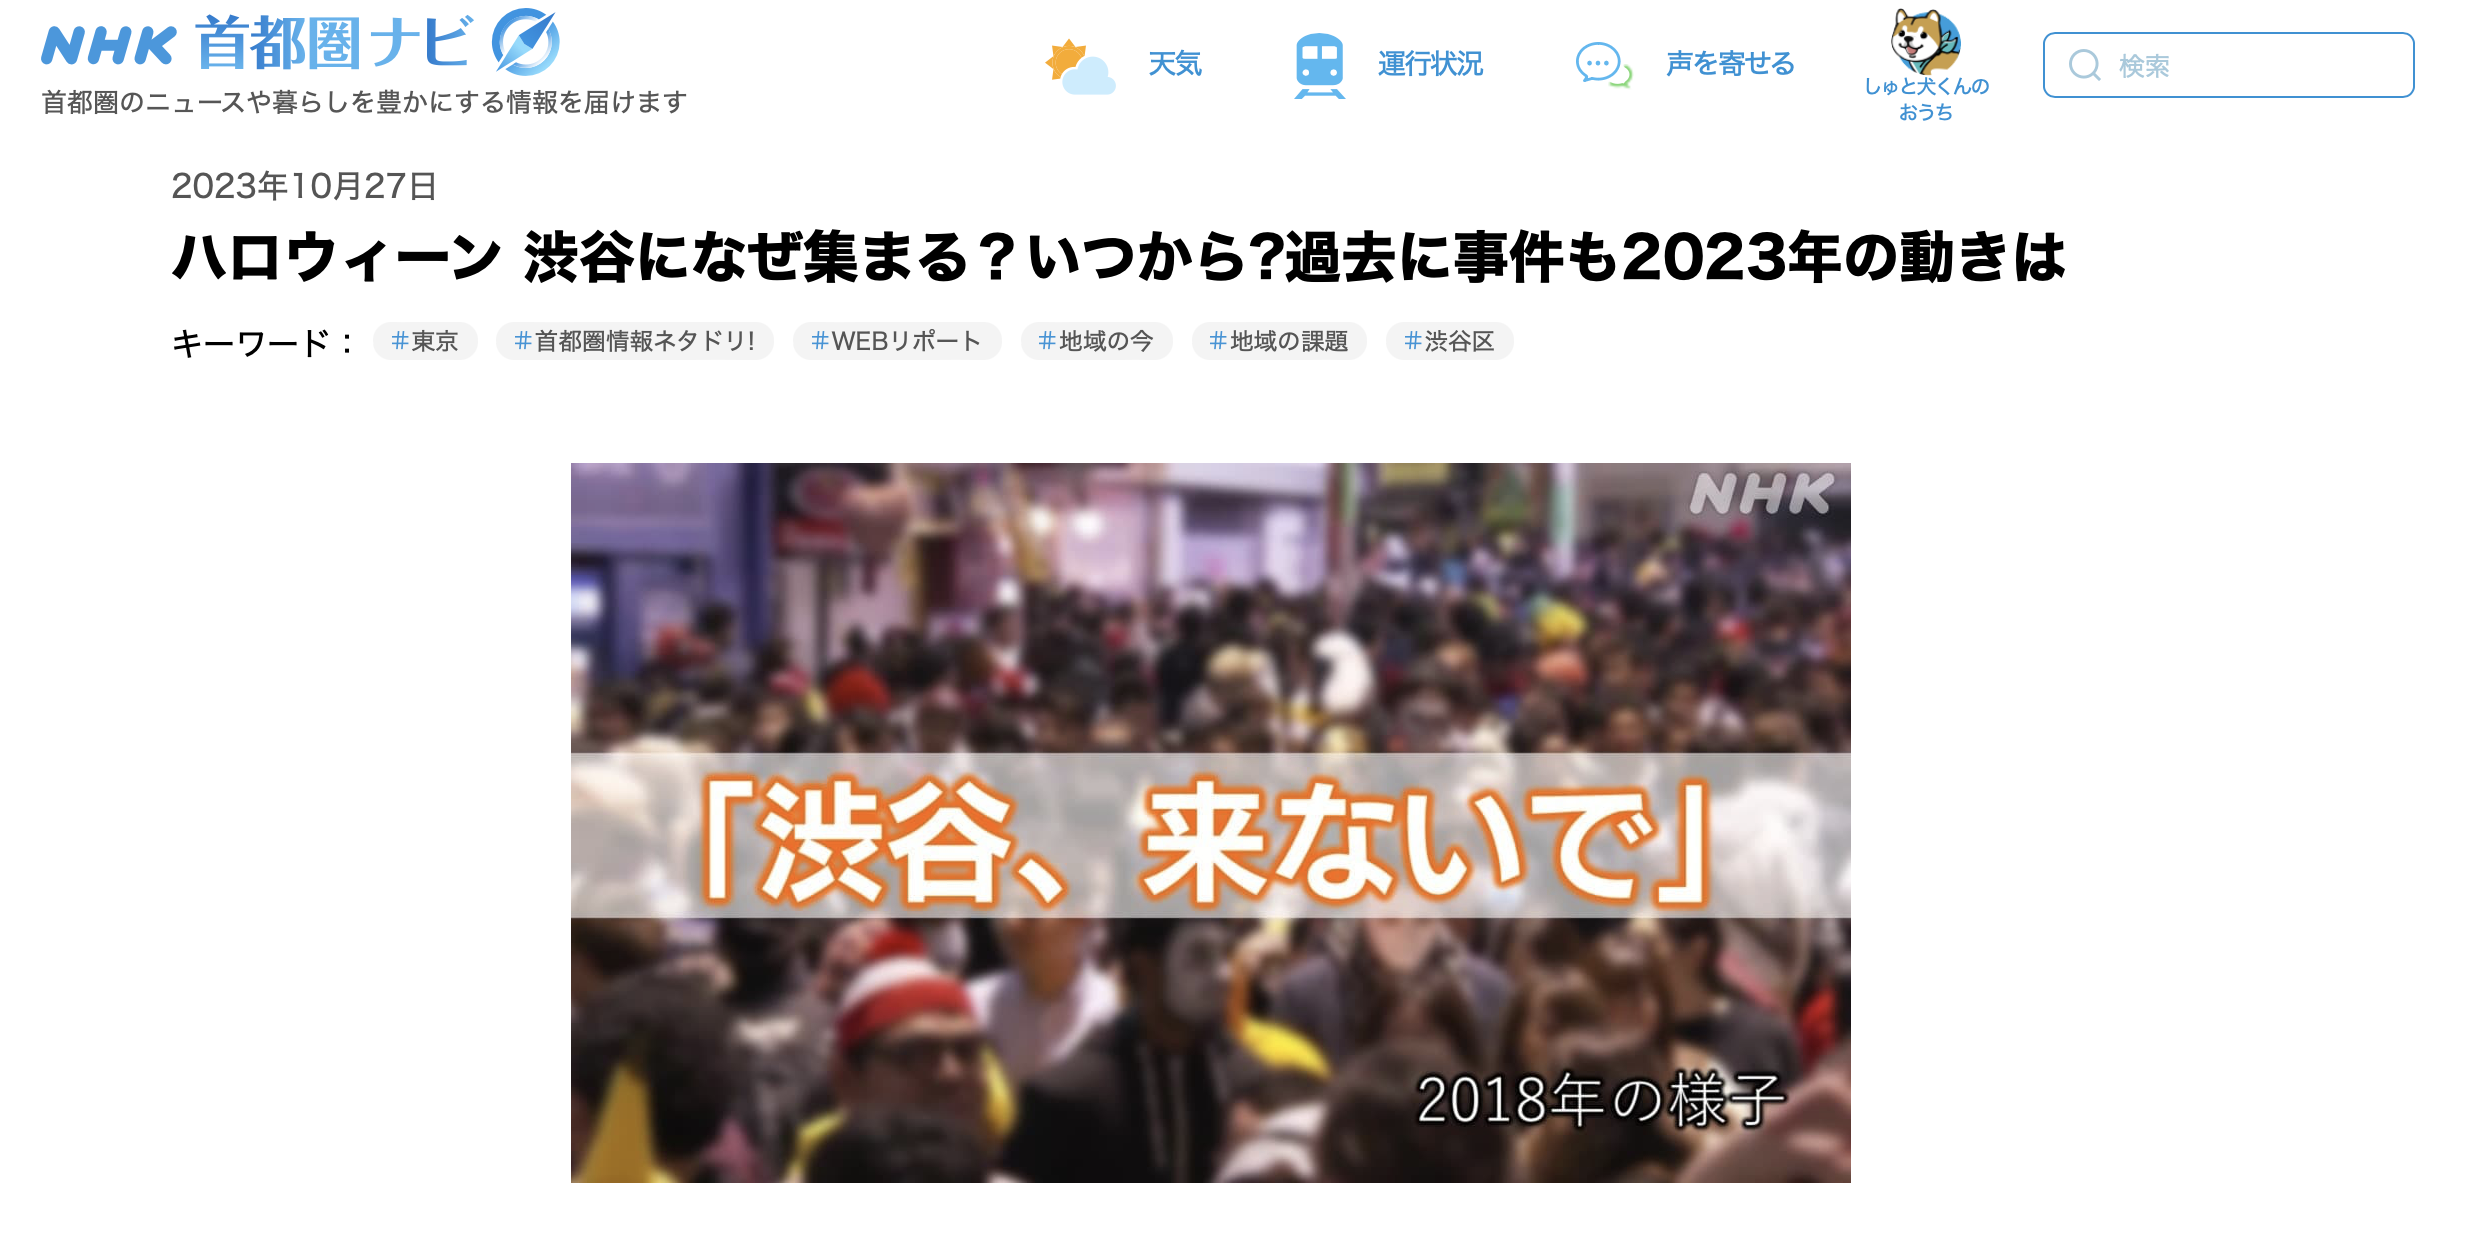 NHK 首都圏ナビ
首都圏のニュースや暮らしを豊かにする情報を届けます
天気
運行状況
声を寄せる
しゅと犬くんの
おうち
検索
2023年10月27日
ハロウィーン 渋谷になぜ集まる？いつから?過去に事件も2023年の動きは
キーワード： #東京 #首都圏情報ネタドリ! #WEBリポート #地域の今 #地域の課題 #渋谷区
NHK
「渋谷、来ないで」
2018年の様子